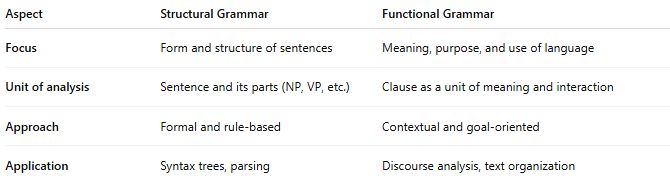 Aspect Structural Grammar Functional Grammar
Focus Form and structure of sentences Meaning, purpose, and use of language
Unit of analysis Sentence and its parts (NP, VP, etc.) Clause as a unit of meaning and interaction
Approach Formal and rule-based Contextual and goal-oriented
Application Syntax trees, parsing Discourse analysis, text organization